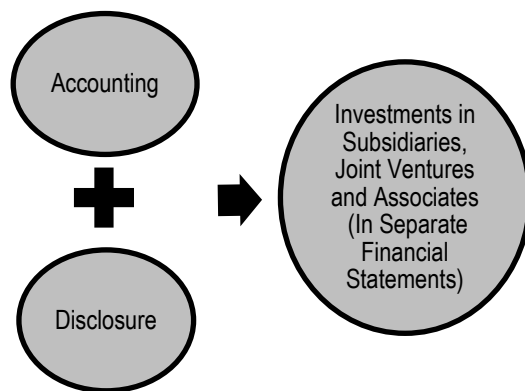 Accounting
Disclosure
Investments in
Subsidiaries,
Joint Ventures
and Associates
(In Separate
Financial
Statements)